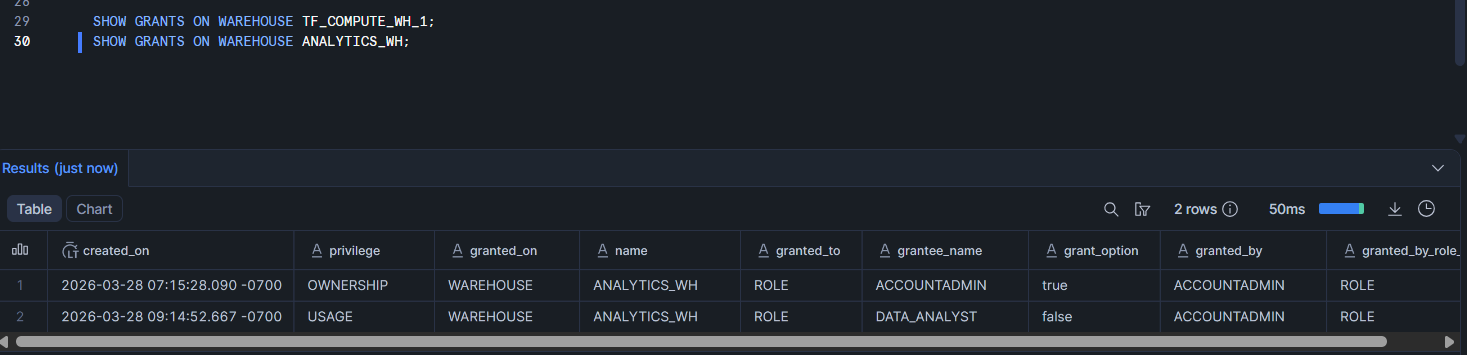 28
29 SHOW GRANTS ON WAREHOUSE TF_COMPUTE_WH_1;
30 SHOW GRANTS ON WAREHOUSE ANALYTICS_WH;
Results (just now)
Table Chart 2 rows 50ms
created_on privilege granted_on name granted_to grantee_name grant_option granted_by granted_by_role_
1 2026-03-28 07:15:28.090 -0700 OWNERSHIP WAREHOUSE ANALYTICS_WH ROLE ACCOUNTADMIN true ACCOUNTADMIN ROLE
2 2026-03-28 09:14:52.667 -0700 USAGE WAREHOUSE ANALYTICS_WH ROLE DATA_ANALYST false ACCOUNTADMIN ROLE